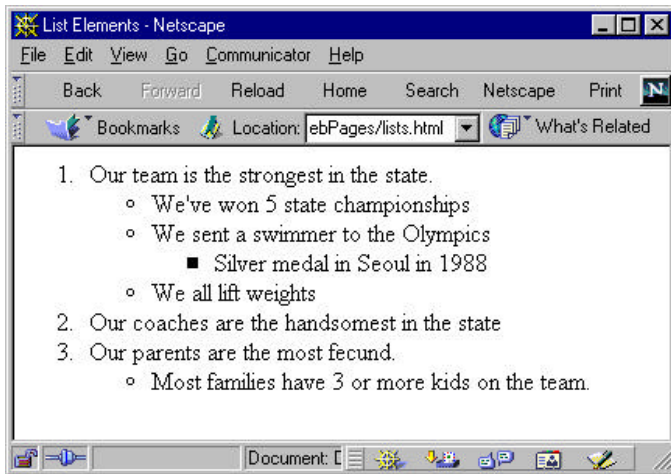 List Elements - Netscape
File Edit View Go Communicator Help
Back Forward Reload Home Search Netscape Print N
Bookmarks Location: ebPages/lists.html What's Related
1. Our team is the strongest in the state.
We've won 5 state championships
We sent a swimmer to the Olympics
Silver medal in Seoul in 1988
We all lift weights
2. Our coaches are the handsomest in the state
3. Our parents are the most fecund.
Most families have 3 or more kids on the team.
Document: D